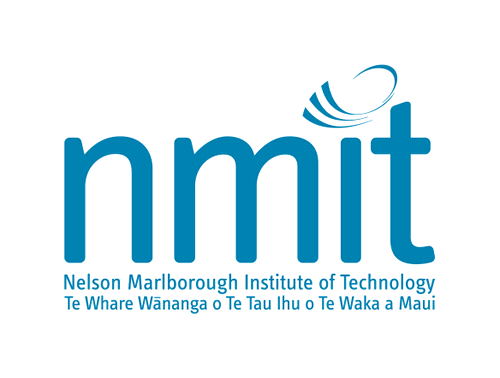 nmit
Nelson Marlborough Institute of Technology
Te Whare Wānanga o Te Tau Ihu o Te Waka a Maui